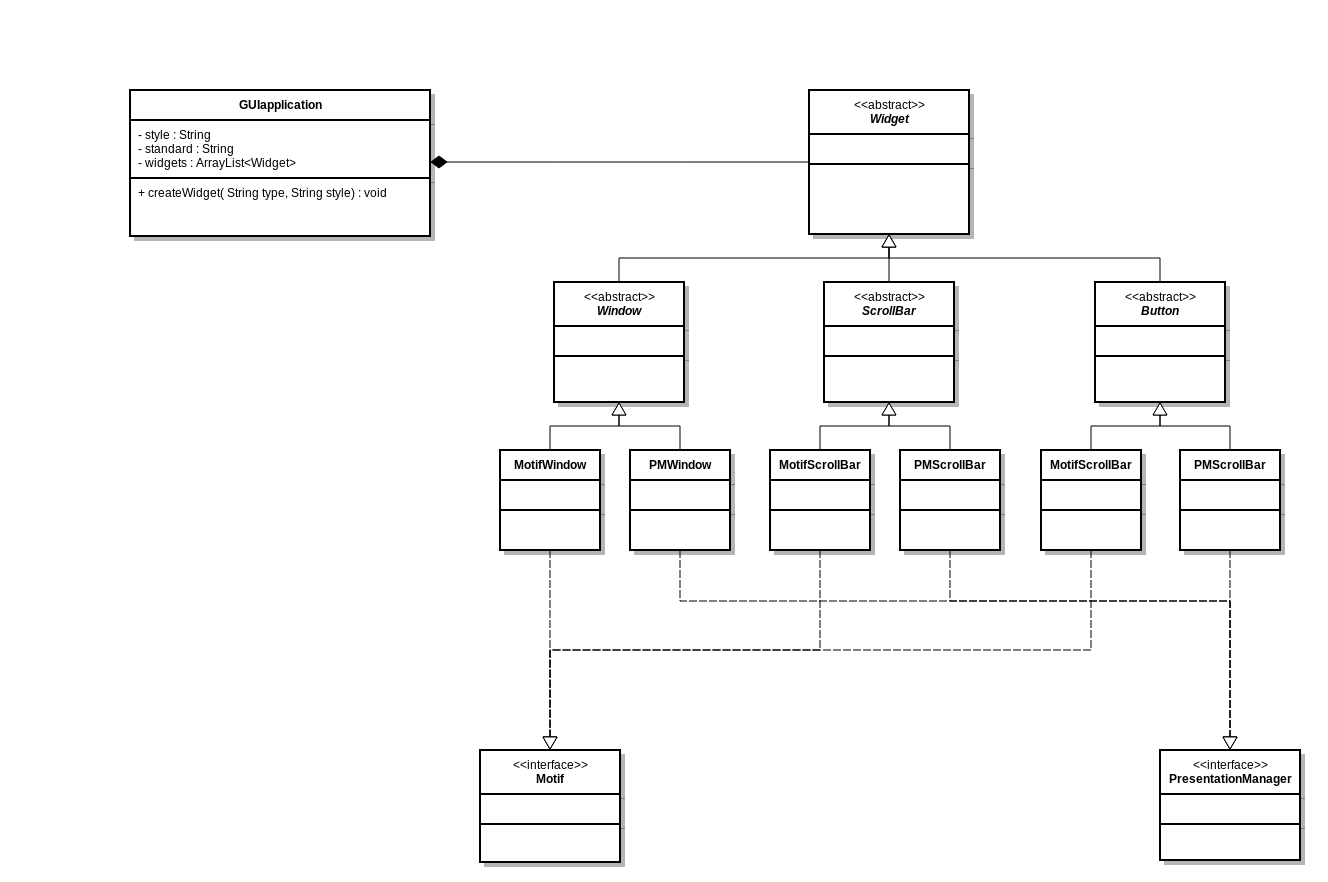 GUIapplication
- style : String
- standard : String
- widgets : ArrayList<Widget>
+ createWidget( String type, String style) : void
<<abstract>>
Widget
<<abstract>>
Window
<<abstract>>
ScrollBar
<<abstract>>
Button
MotifWindow
PMWindow
MotifScrollBar
PMScrollBar
MotifScrollBar
PMScrollBar
<<interface>>
Motif
<<interface>>
PresentationManager